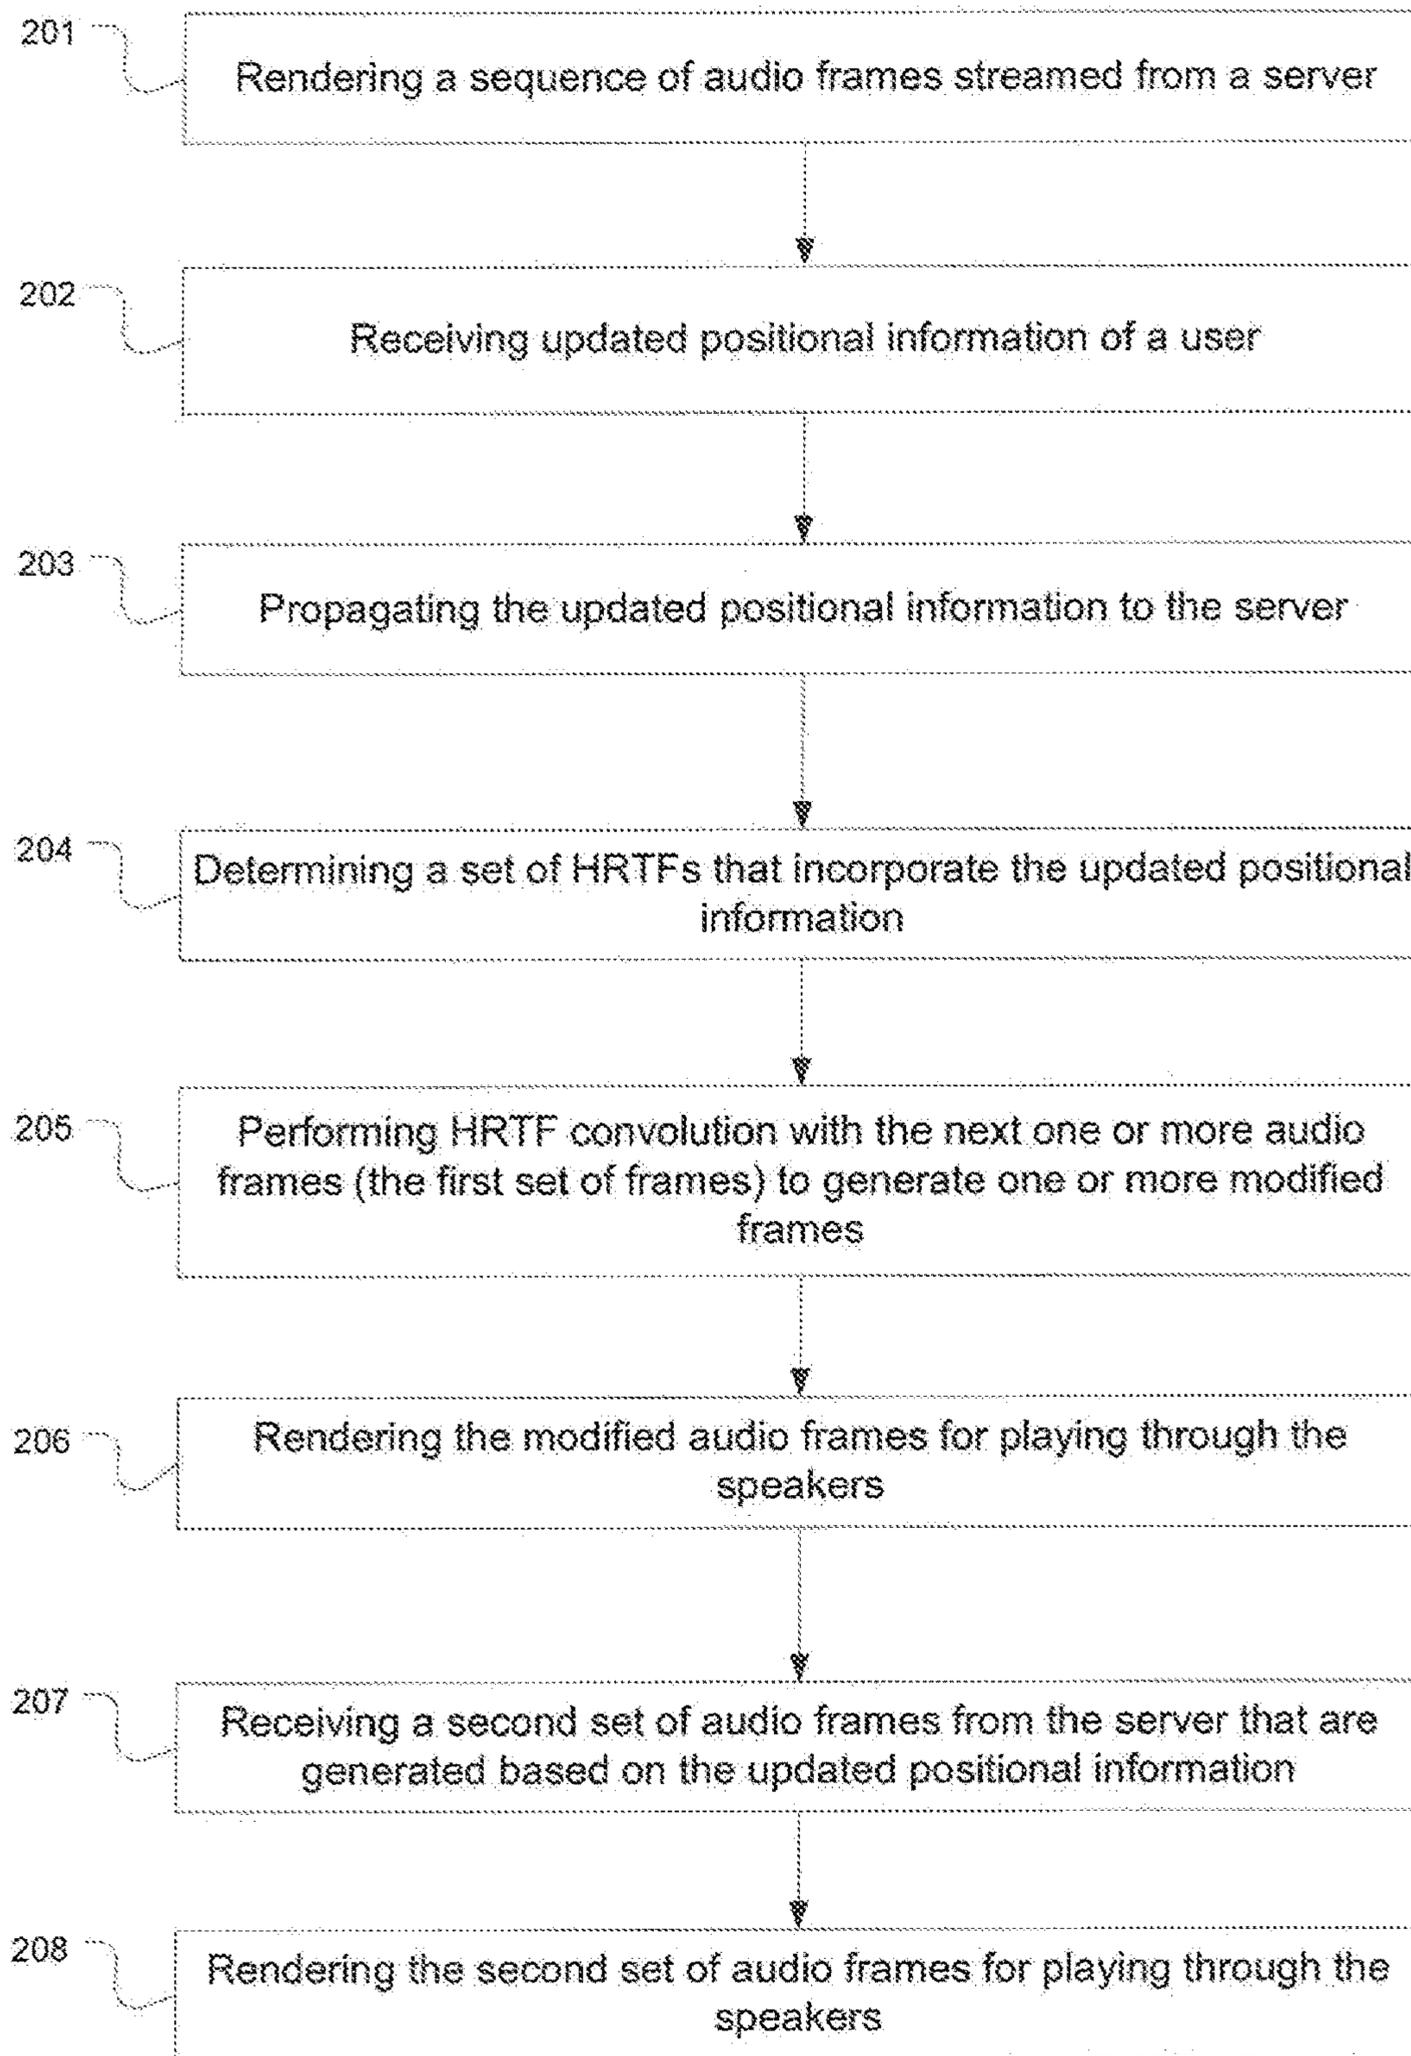 201
Rendering a sequence of audio frames streamed from a server
202
Receiving updated positional information of a user
203
Propagating the updated positional information to the server
204
Determining a set of HRTFs that incorporate the updated positional
information
205
Performing HRTF convolution with the next one or more audio
frames (the first set of frames) to generate one or more modified
frames
206
Rendering the modified audio frames for playing through the
speakers
207
Receiving a second set of audio frames from the server that are
generated based on the updated positional information
208
Rendering the second set of audio frames for playing through the
speakers